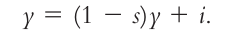 y = (1 − s)y + i.